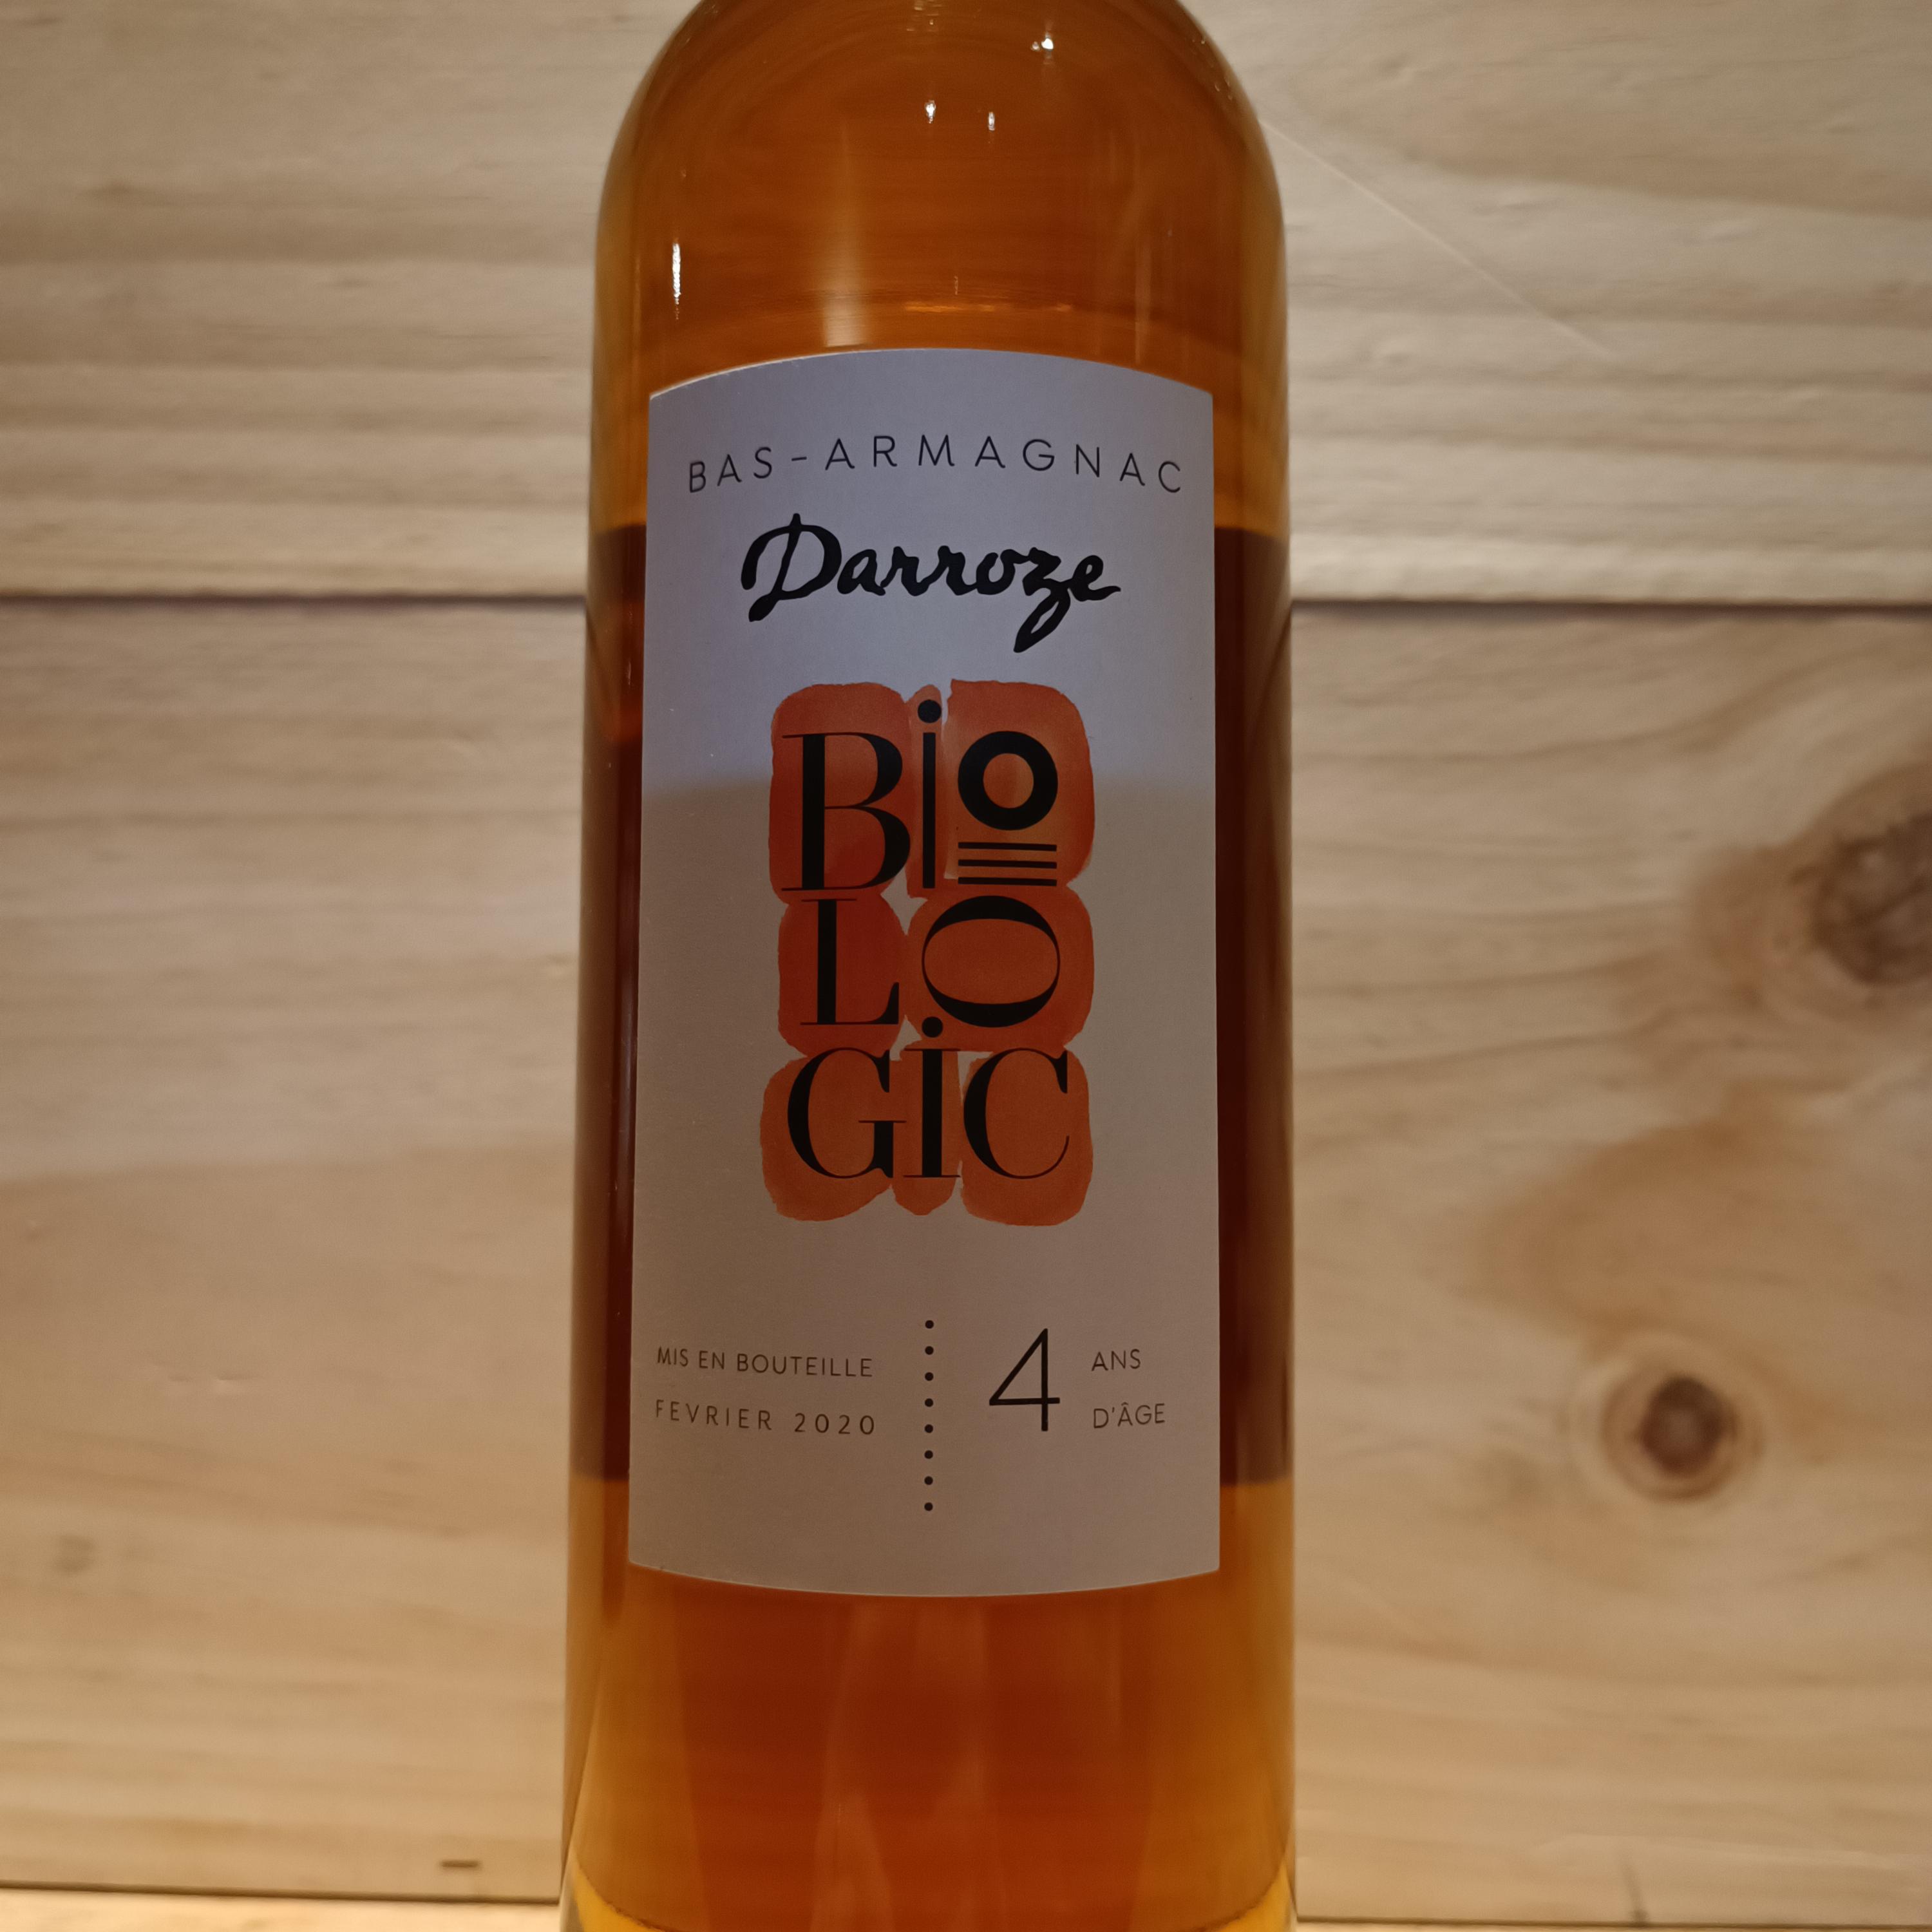 BAS-ARMAGNAC
Darroze
BiO
LO
GiC
MIS EN BOUTEILLE
FEVRIER 2020
4 ANS
D'ÂGE